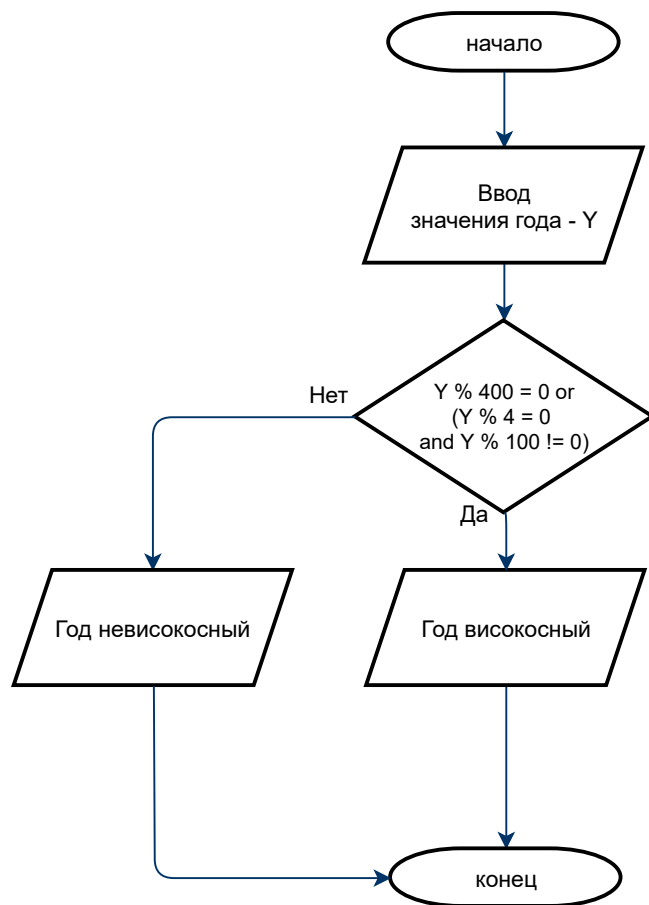 начало
Ввод
значения года - Y
Нет
Y % 400 = 0 or
(Y % 4 = 0
and Y % 100 != 0)
Да
Год невисокосный
Год високосный
конец